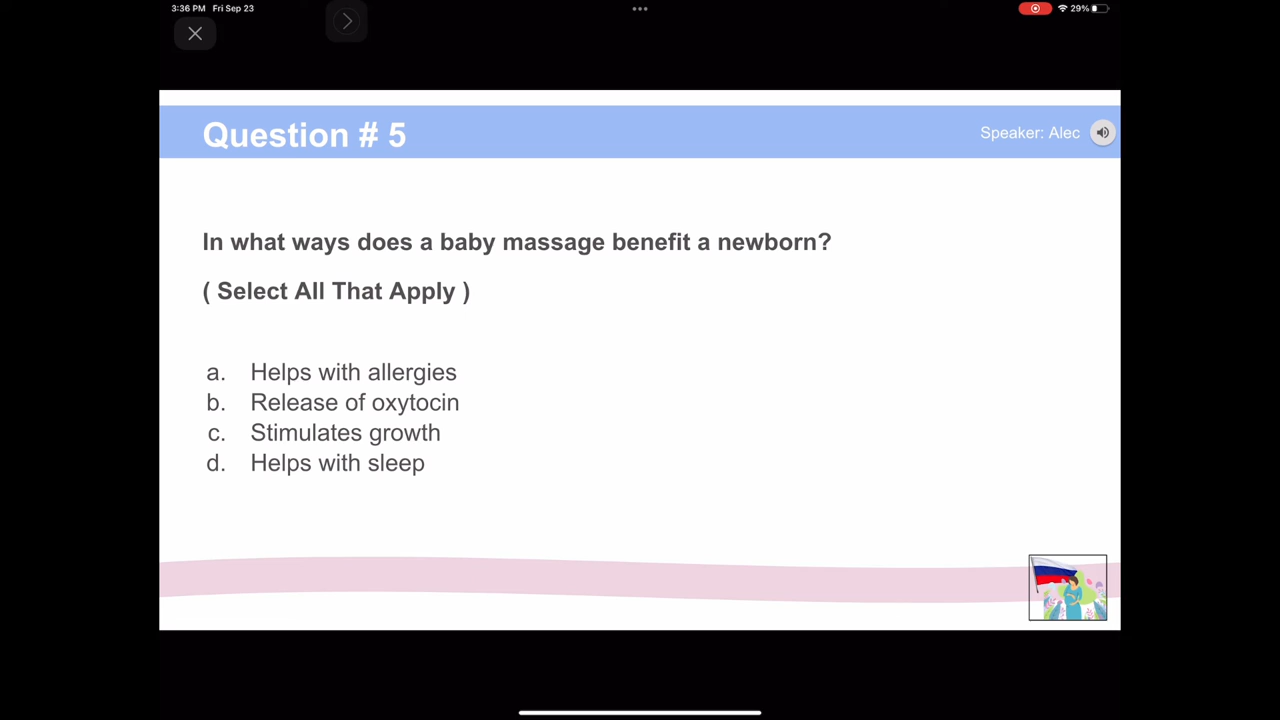 3:36 PM Fri Sep 23
29%
Question # 5
Speaker: Alec
In what ways does a baby massage benefit a newborn?
( Select All That Apply )
a. Helps with allergies
b. Release of oxytocin
c. Stimulates growth
d. Helps with sleep